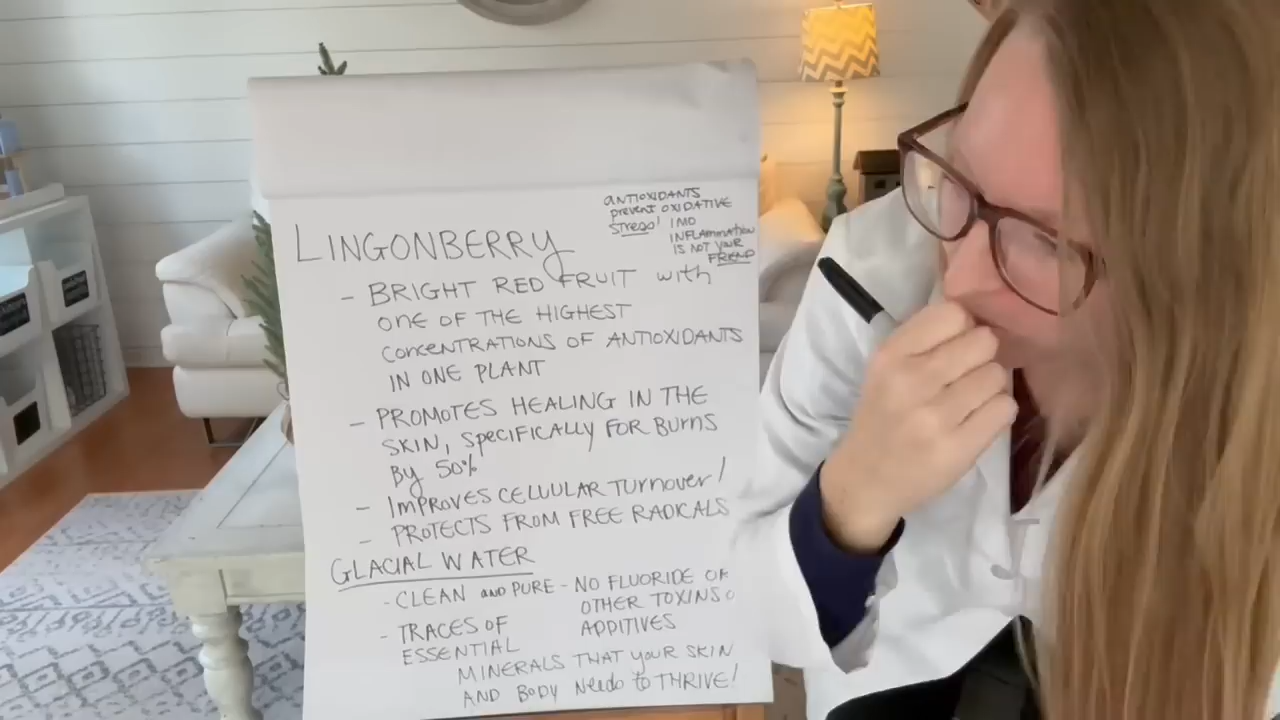 ANTIOXIDANTS
prevent OXIDATIVE
STRESS! IMO
INFLAMMATION
IS NOT YOUR
FRIEND
LINGONBERRY
- BRIGHT RED FRUIT with
ONE OF THE HIGHEST
CONCENTRATIONS OF ANTIOXIDANTS
IN ONE PLANT
- PROMOTES HEALING IN THE
SKIN, SPECIFICALLY FOR BURNS
BY 50%
- IMPROVES CELLULAR TURNOVER!
- PROTECTS FROM FREE RADICALS
GLACIAL WATER
- CLEAN AND PURE - NO FLUORIDE OR
OTHER TOXINS O
ADDITIVES
- TRACES OF
ESSENTIAL
MINERALS THAT YOUR SKIN
AND BODY NEEDS to THRIVE!